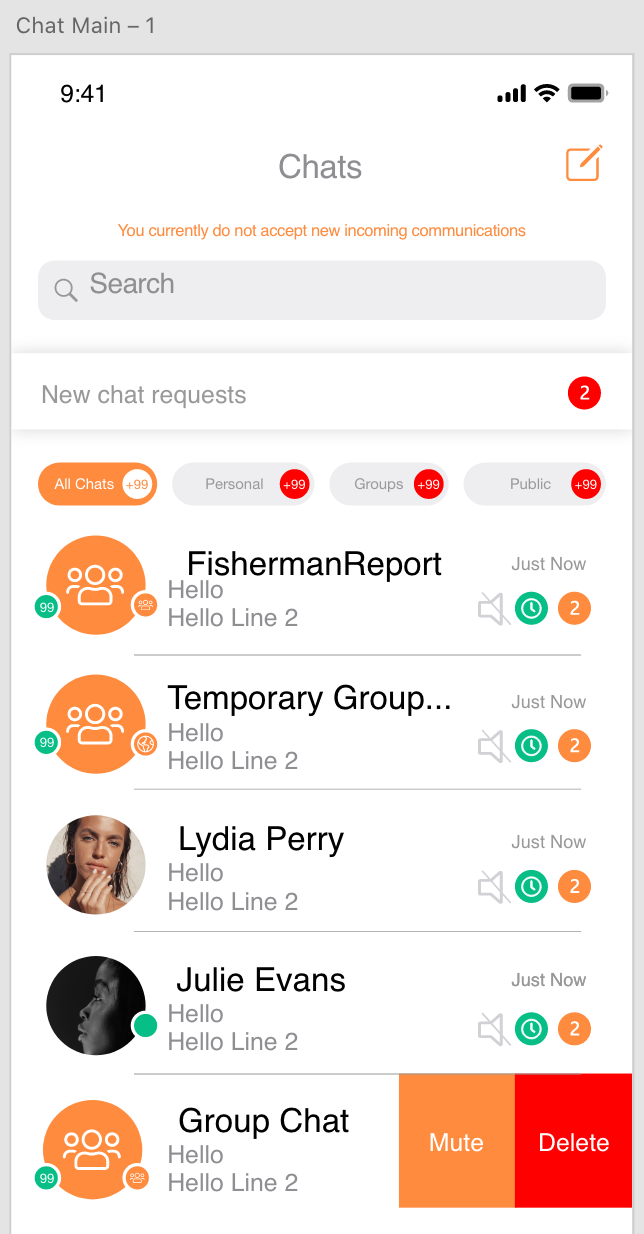 Chat Main – 1
9:41
Chats
You currently do not accept new incoming communications
Search
New chat requests
2
All Chats +99
Personal +99
Groups +99
Public +99
FishermanReport
Just Now
Hello
Hello Line 2
99
2
Temporary Group...
Just Now
Hello
Hello Line 2
99
2
Lydia Perry
Just Now
Hello
Hello Line 2
2
Julie Evans
Just Now
Hello
Hello Line 2
2
Group Chat
Hello
Hello Line 2
99
Mute
Delete